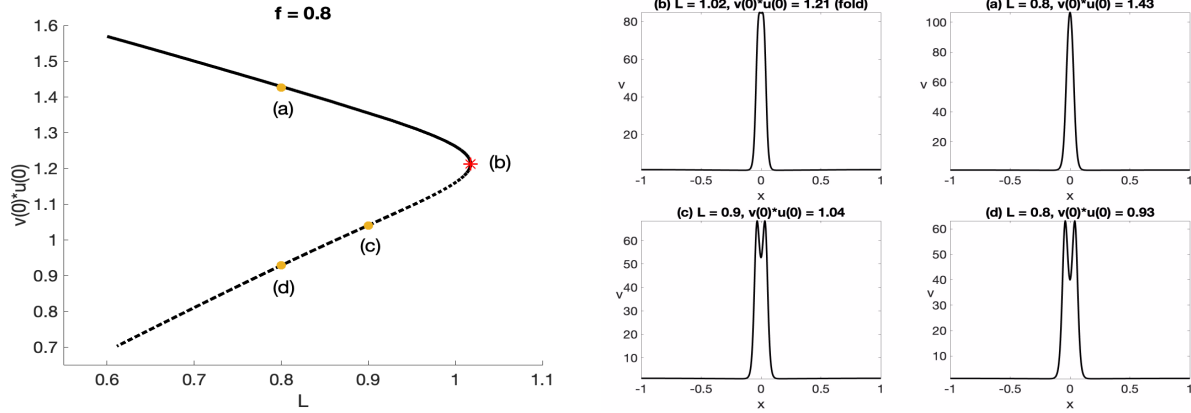 f = 0.8
1.6
1.5
1.4
1.3
1.2
1.1
1
0.9
0.8
0.7
v(0)*u(0)
(a)
(b)
(c)
(d)
0.6 0.7 0.8 0.9 1 1.1
L
(b) L = 1.02, v(0)*u(0) = 1.21 (fold)
80
60
40
20
v
-1 -0.5 0 0.5 1
x
(a) L = 0.8, v(0)*u(0) = 1.43
100
80
60
40
20
v
-1 -0.5 0 0.5 1
x
(c) L = 0.9, v(0)*u(0) = 1.04
60
50
40
30
20
10
v
-1 -0.5 0 0.5 1
x
(d) L = 0.8, v(0)*u(0) = 0.93
60
50
40
30
20
10
v
-1 -0.5 0 0.5 1
x